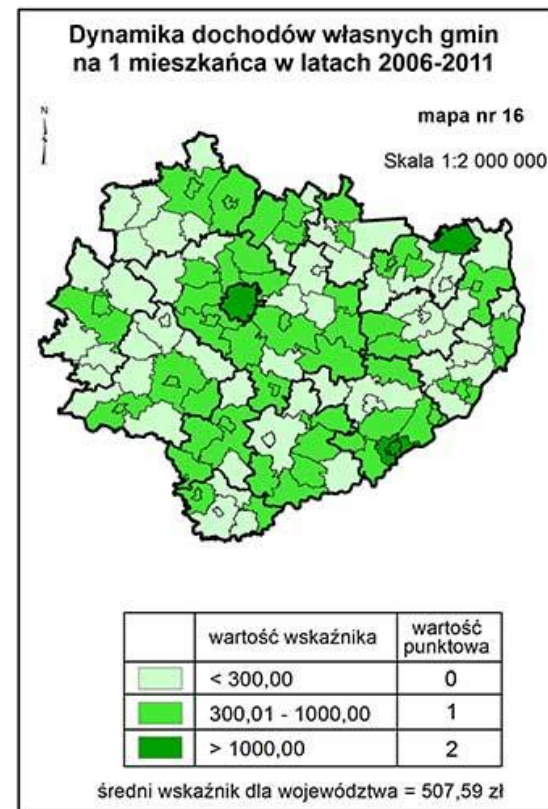 Dynamika dochodów własnych gmin
na 1 mieszkańca w latach 2006-2011
N
mapa nr 16
Skala 1:2 000 000
wartość wskaźnika
wartość
punktowa
< 300,00
0
300,01 - 1000,00
1
> 1000,00
2
średni wskaźnik dla województwa = 507,59 zł